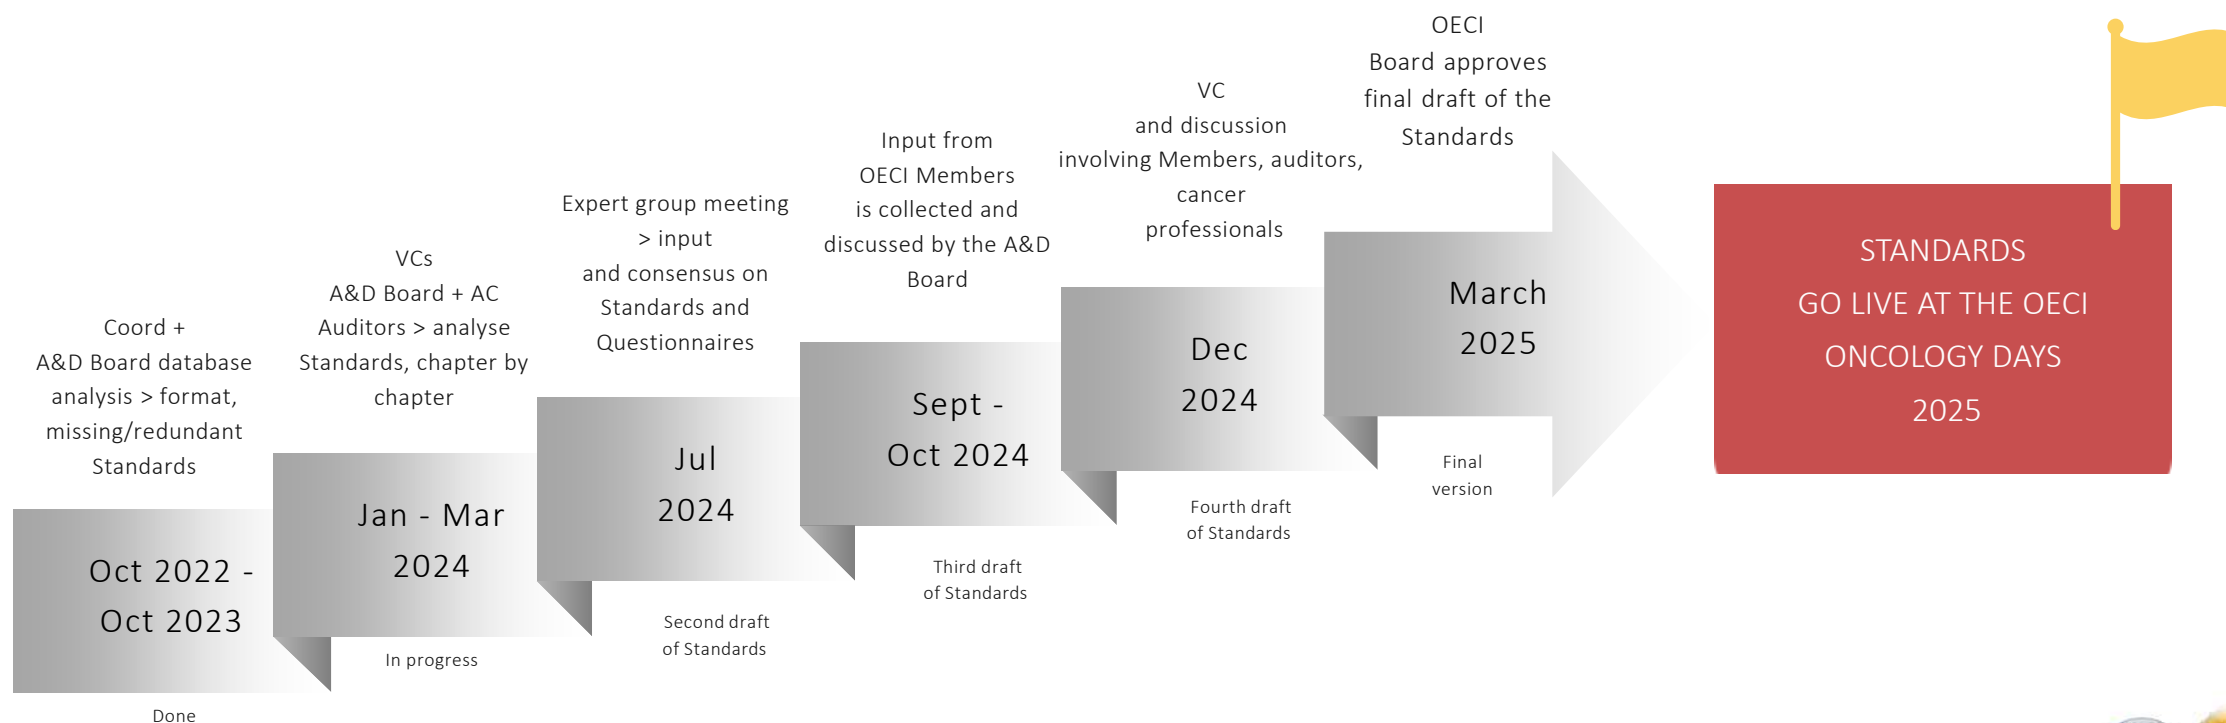 Coord +
A&D Board database
analysis > format,
missing/redundant
Standards
Oct 2022 -
Oct 2023
Done
VCs
A&D Board + AC
Auditors > analyse
Standards, chapter by
chapter
Jan - Mar
2024
In progress
Expert group meeting
> input
and consensus on
Standards and
Questionnaires
Jul
2024
Second draft
of Standards
Input from
OECI Members
is collected and
discussed by the A&D
Board
Sept -
Oct 2024
Third draft
of Standards
VC
and discussion
involving Members, auditors,
cancer
professionals
Dec
2024
Fourth draft
of Standards
OECI
Board approves
final draft of the
Standards
March
2025
Final
version
STANDARDS
GO LIVE AT THE OECI
ONCOLOGY DAYS
2025